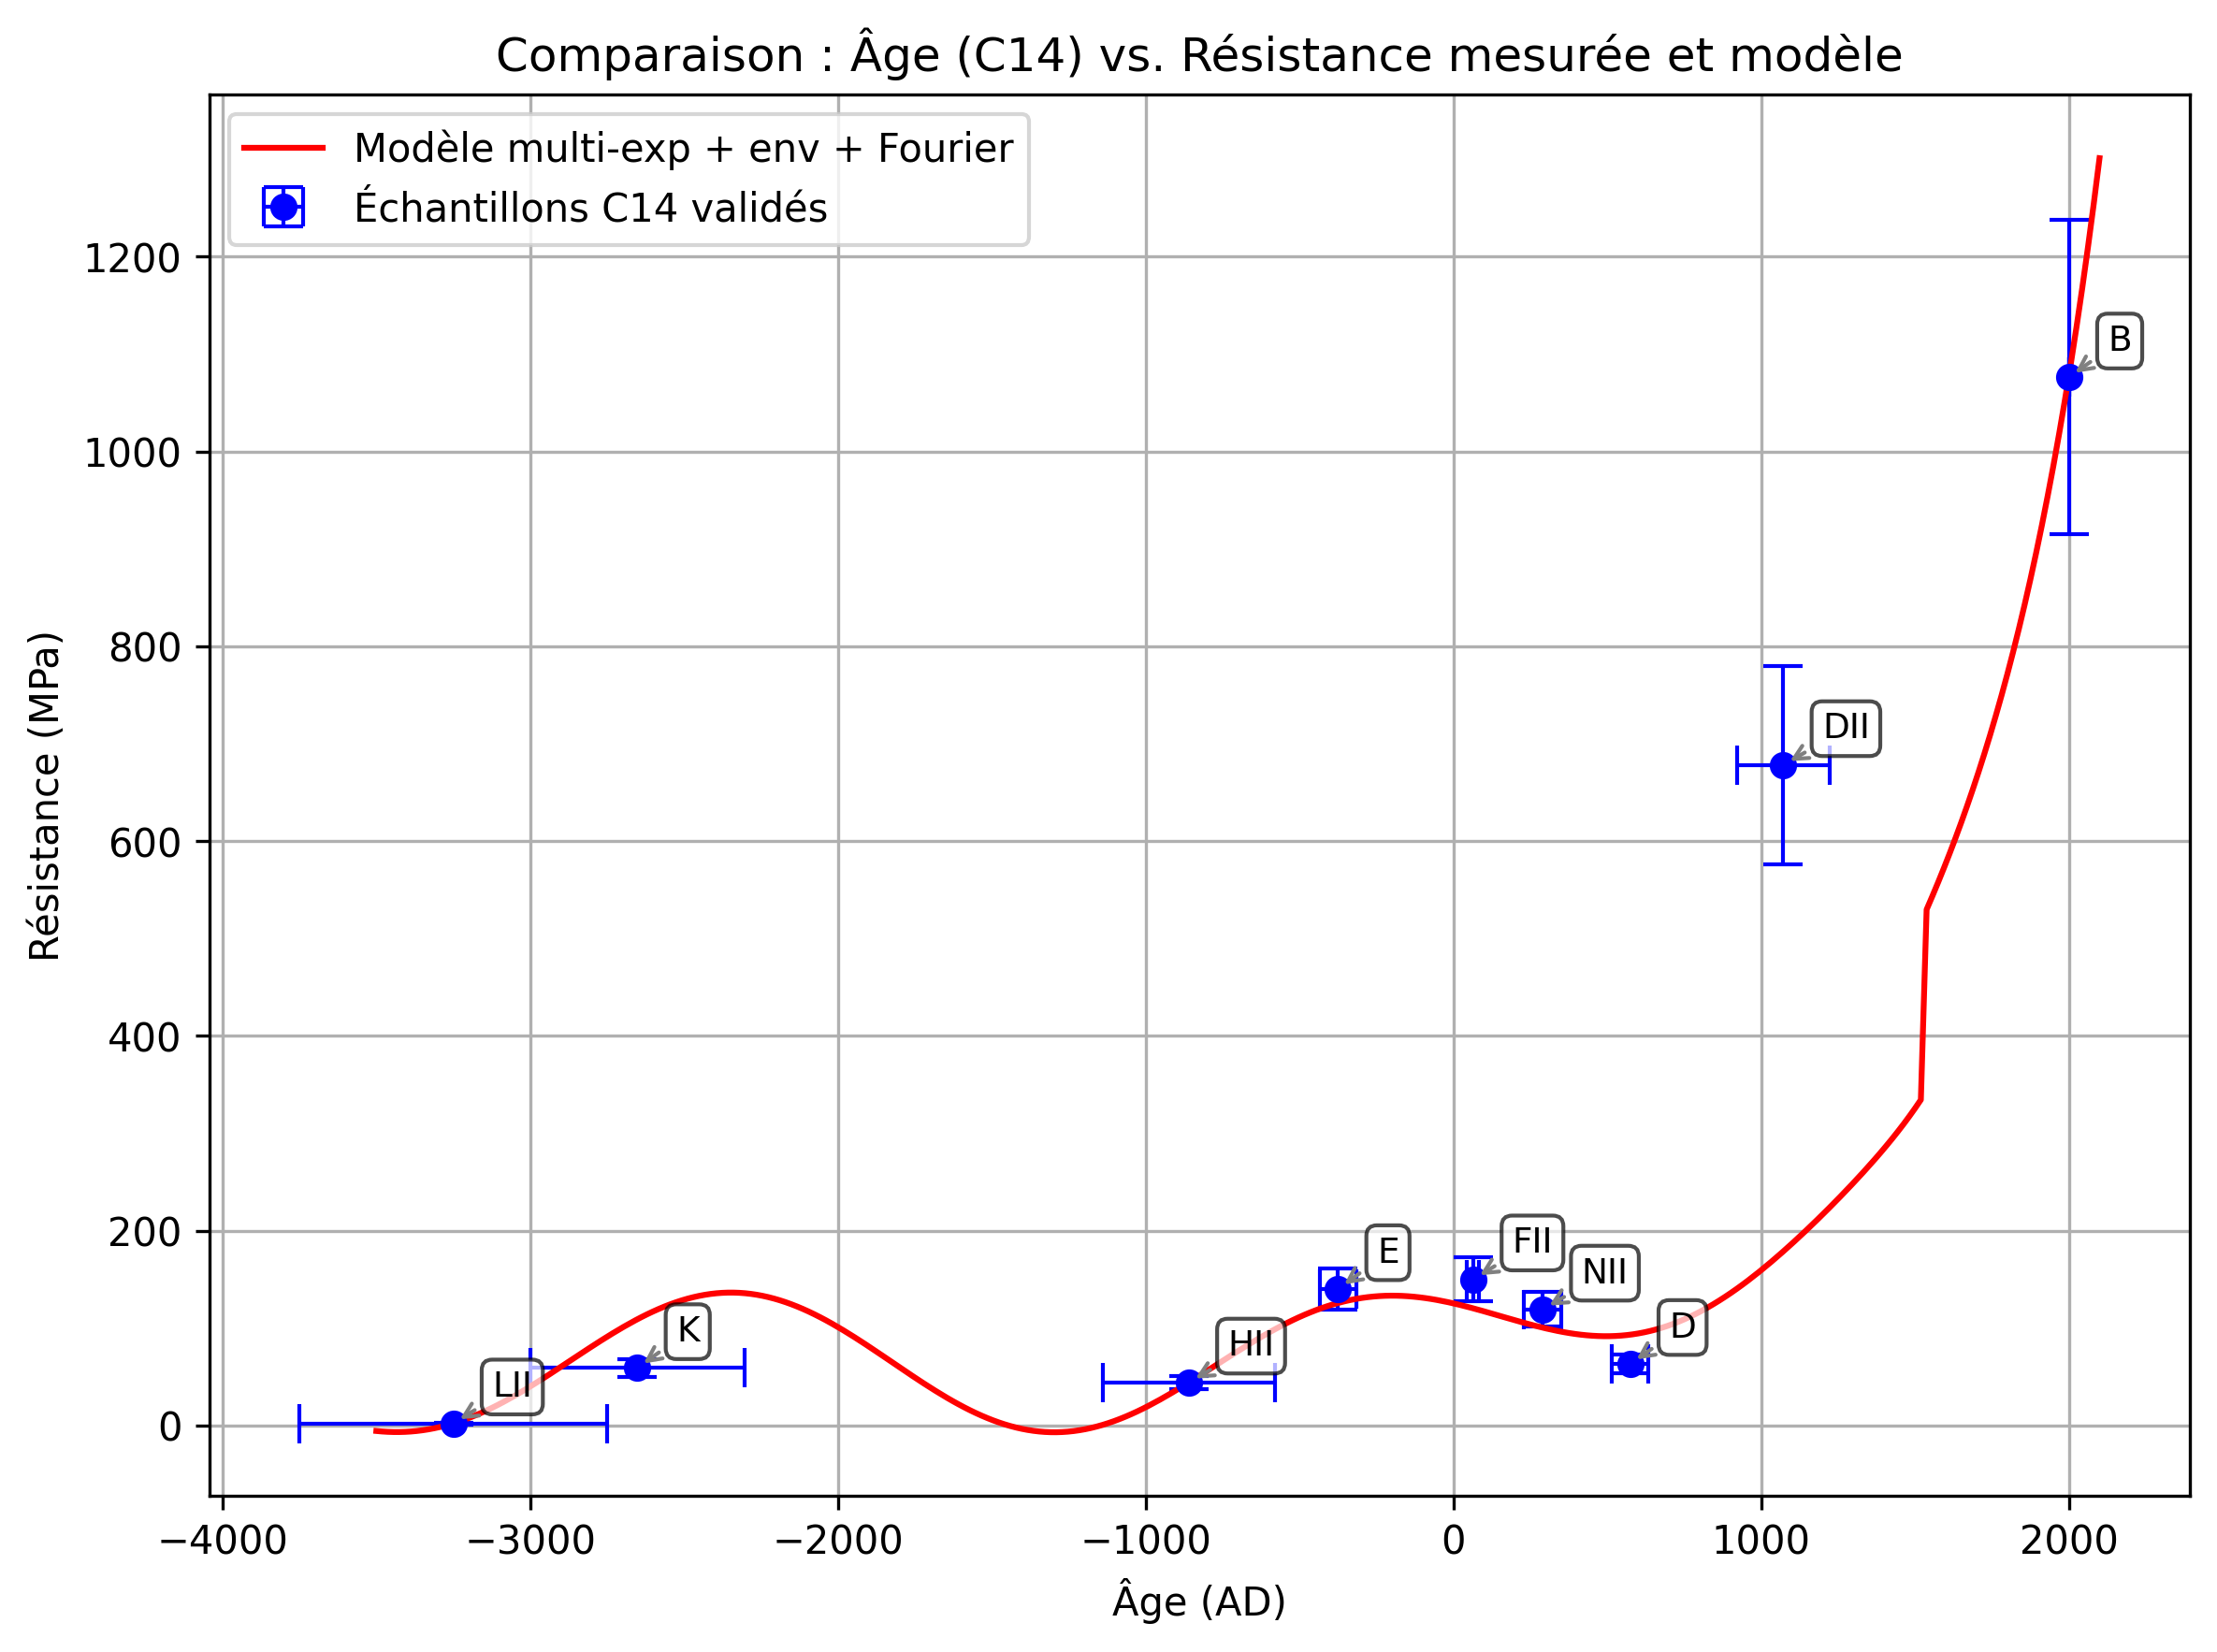 Comparaison : Âge (C14) vs. Résistance mesurée et modèle
Modèle multi-exp + env + Fourier
Échantillons C14 validés
Résistance (MPa)
1200
1000
800
600
400
200
0
B
DII
FII
E
NII
D
K
HII
LII
−4000
−3000
−2000
−1000
0
1000
2000
Âge (AD)